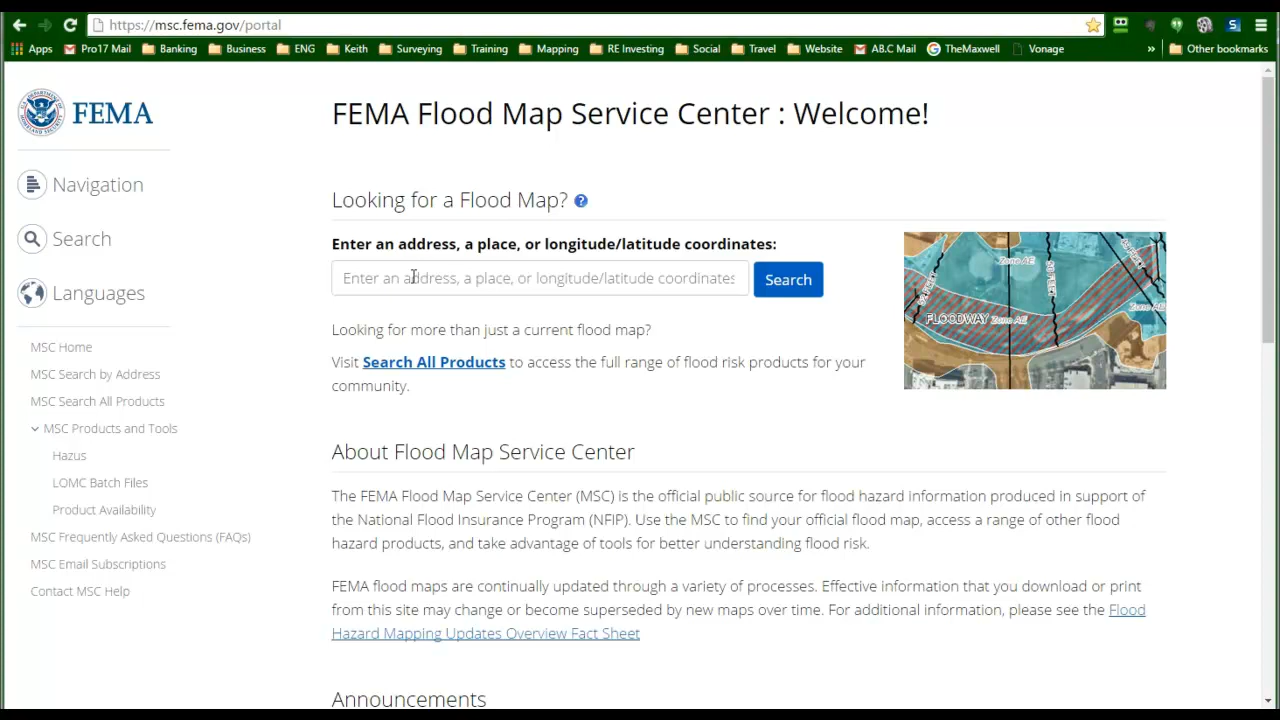 https://msc.fema.gov/portal
Apps Pro17 Mail Banking Business ENG Keith Surveying Training Mapping RE Investing Social Travel Website AB.C Mail TheMaxwell Vonage » Other bookmarks
FEMA
Navigation
Search
Languages
MSC Home
MSC Search by Address
MSC Search All Products
MSC Products and Tools
Hazus
LOMC Batch Files
Product Availability
MSC Frequently Asked Questions (FAQs)
MSC Email Subscriptions
Contact MSC Help
FEMA Flood Map Service Center : Welcome!
Looking for a Flood Map? ?
Enter an address, a place, or longitude/latitude coordinates:
Enter an address, a place, or longitude/latitude coordinates
Search
Looking for more than just a current flood map?
Visit Search All Products to access the full range of flood risk products for your
community.
Zone AE
52 FEET
50 FEET
FLOODWAY Zone AE
Zone AE
About Flood Map Service Center
The FEMA Flood Map Service Center (MSC) is the official public source for flood hazard information produced in support of
the National Flood Insurance Program (NFIP). Use the MSC to find your official flood map, access a range of other flood
hazard products, and take advantage of tools for better understanding flood risk.
FEMA flood maps are continually updated through a variety of processes. Effective information that you download or print
from this site may change or become superseded by new maps over time. For additional information, please see the Flood
Hazard Mapping Updates Overview Fact Sheet
Announcements